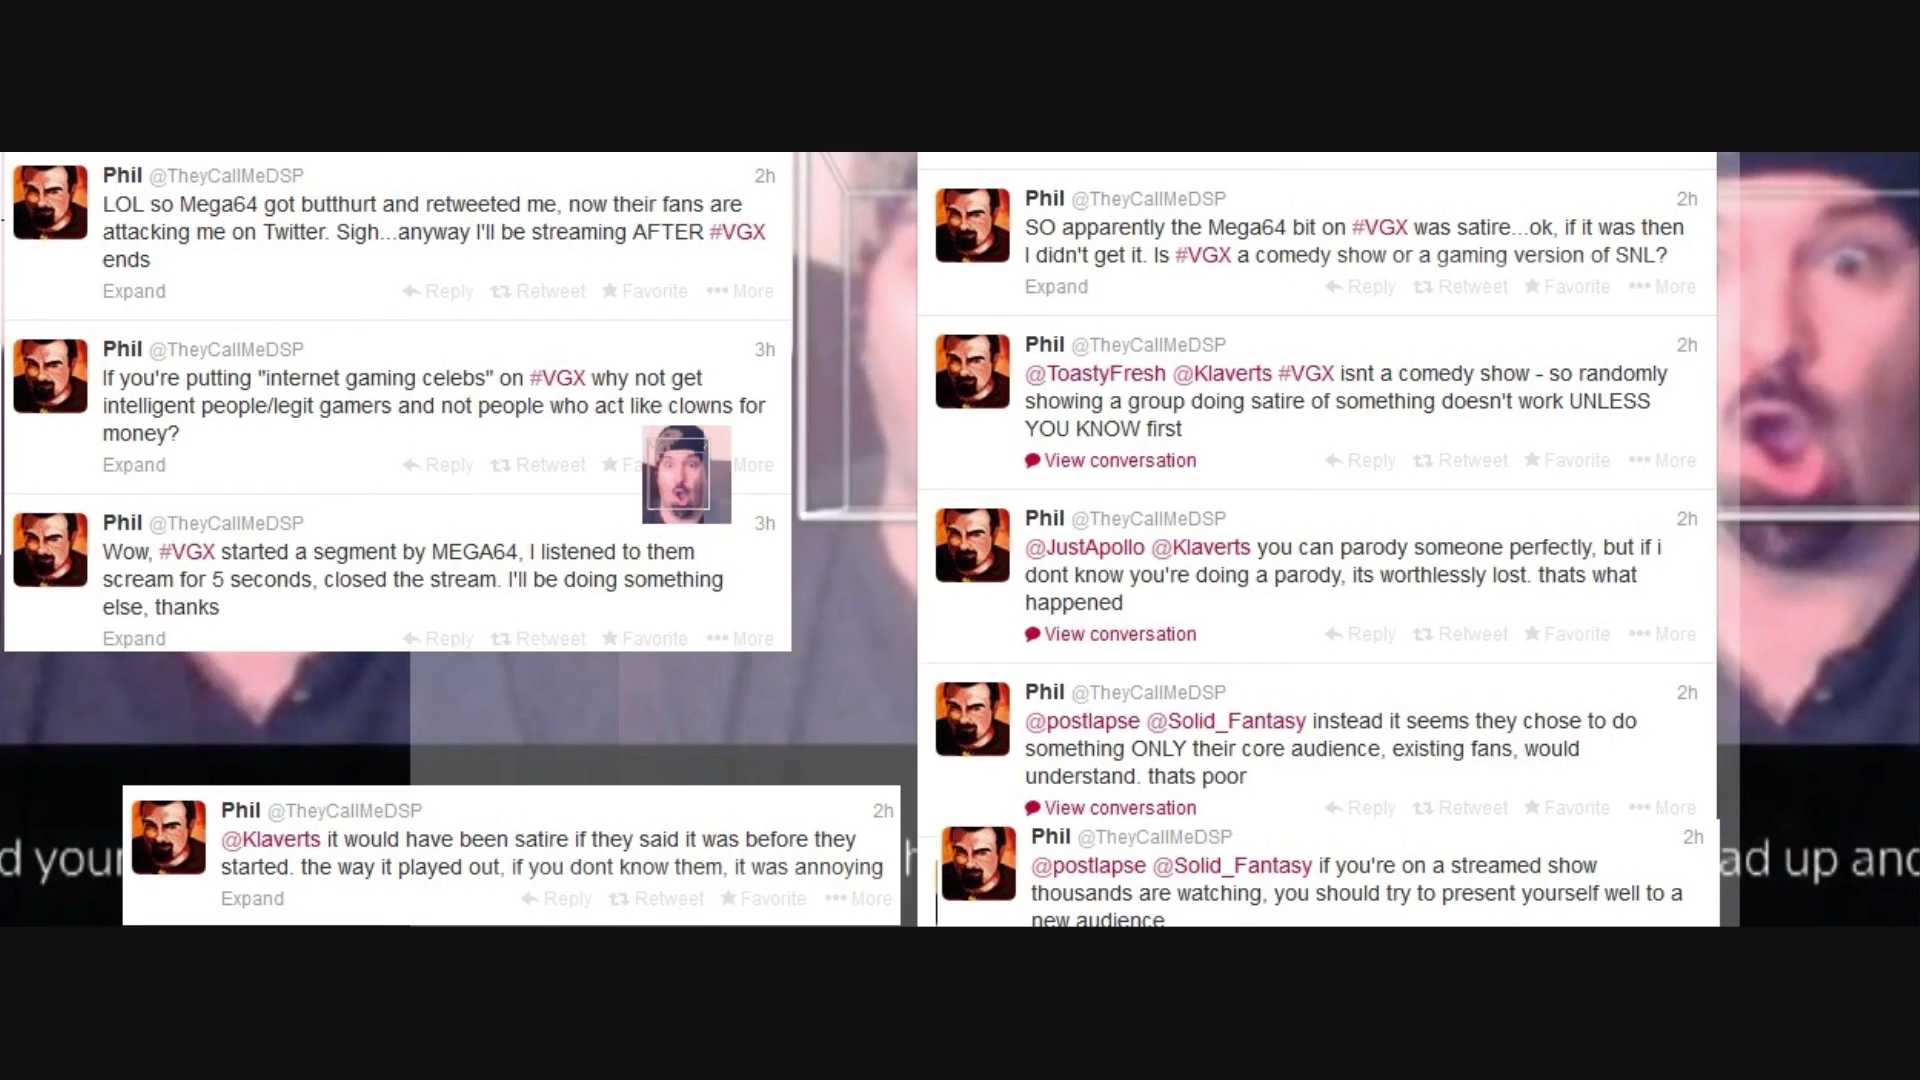 Phil @TheyCallMeDSP 2h
LOL so Mega64 got butthurt and retweeted me, now their fans are
attacking me on Twitter. Sigh...anyway I'll be streaming AFTER #VGX
ends
Expand Reply Retweet Favorite More
Phil @TheyCallMeDSP 3h
If you're putting "internet gaming celebs" on #VGX why not get
intelligent people/legit gamers and not people who act like clowns for
money?
Expand Reply Retweet Fa More
Phil @TheyCallMeDSP 3h
Wow, #VGX started a segment by MEGA64, I listened to them
scream for 5 seconds, closed the stream. I'll be doing something
else, thanks
Expand Reply Retweet Favorite More
Phil @TheyCallMeDSP 2h
@Klaverts it would have been satire if they said it was before they
started. the way it played out, if you dont know them, it was annoying
Expand Reply Retweet Favorite More
Phil @TheyCallMeDSP 2h
SO apparently the Mega64 bit on #VGX was satire...ok, if it was then
I didn't get it. Is #VGX a comedy show or a gaming version of SNL?
Expand Reply Retweet Favorite More
Phil @TheyCallMeDSP 2h
@ToastyFresh @Klaverts #VGX isnt a comedy show - so randomly
showing a group doing satire of something doesn't work UNLESS
YOU KNOW first
View conversation Reply Retweet Favorite More
Phil @TheyCallMeDSP 2h
@JustApollo @Klaverts you can parody someone perfectly, but if i
dont know you're doing a parody, its worthlessly lost. thats what
happened
View conversation Reply Retweet Favorite More
Phil @TheyCallMeDSP 2h
@postlapse @Solid_Fantasy instead it seems they chose to do
something ONLY their core audience, existing fans, would
understand. thats poor
View conversation Reply Retweet Favorite More
Phil @TheyCallMeDSP 2h
@postlapse @Solid_Fantasy if you're on a streamed show
thousands are watching, you should try to present yourself well to a
new audience
d your h ad up and